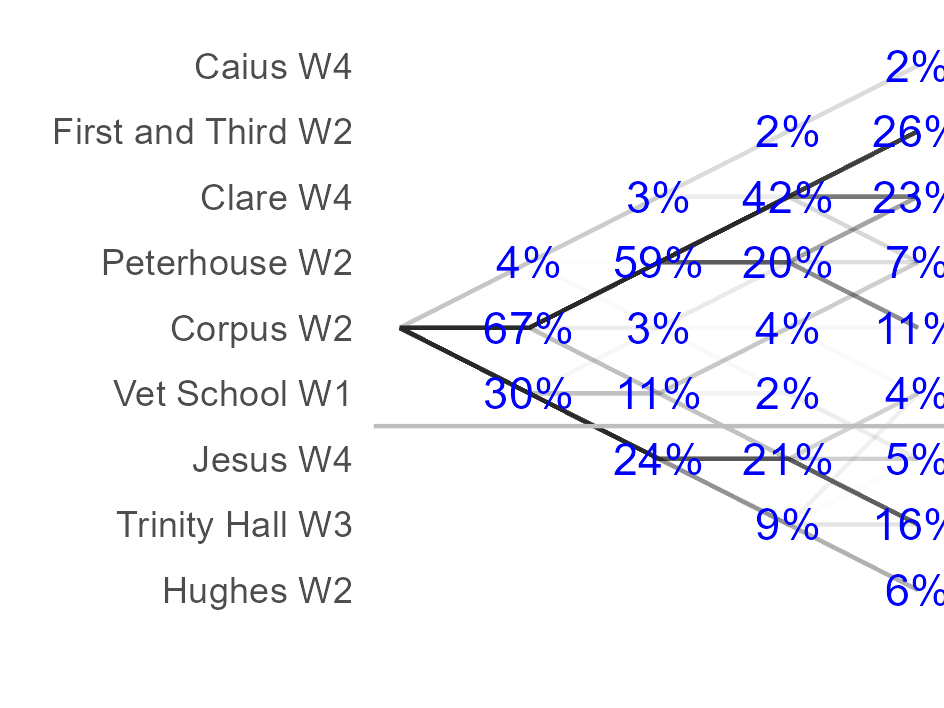 Caius W4 2%
First and Third W2 2% 26%
Clare W4 3% 42% 23%
Peterhouse W2 4% 59% 20% 7%
Corpus W2 67% 3% 4% 11%
Vet School W1 30% 11% 2% 4%
Jesus W4 24% 21% 5%
Trinity Hall W3 9% 16%
Hughes W2 6%